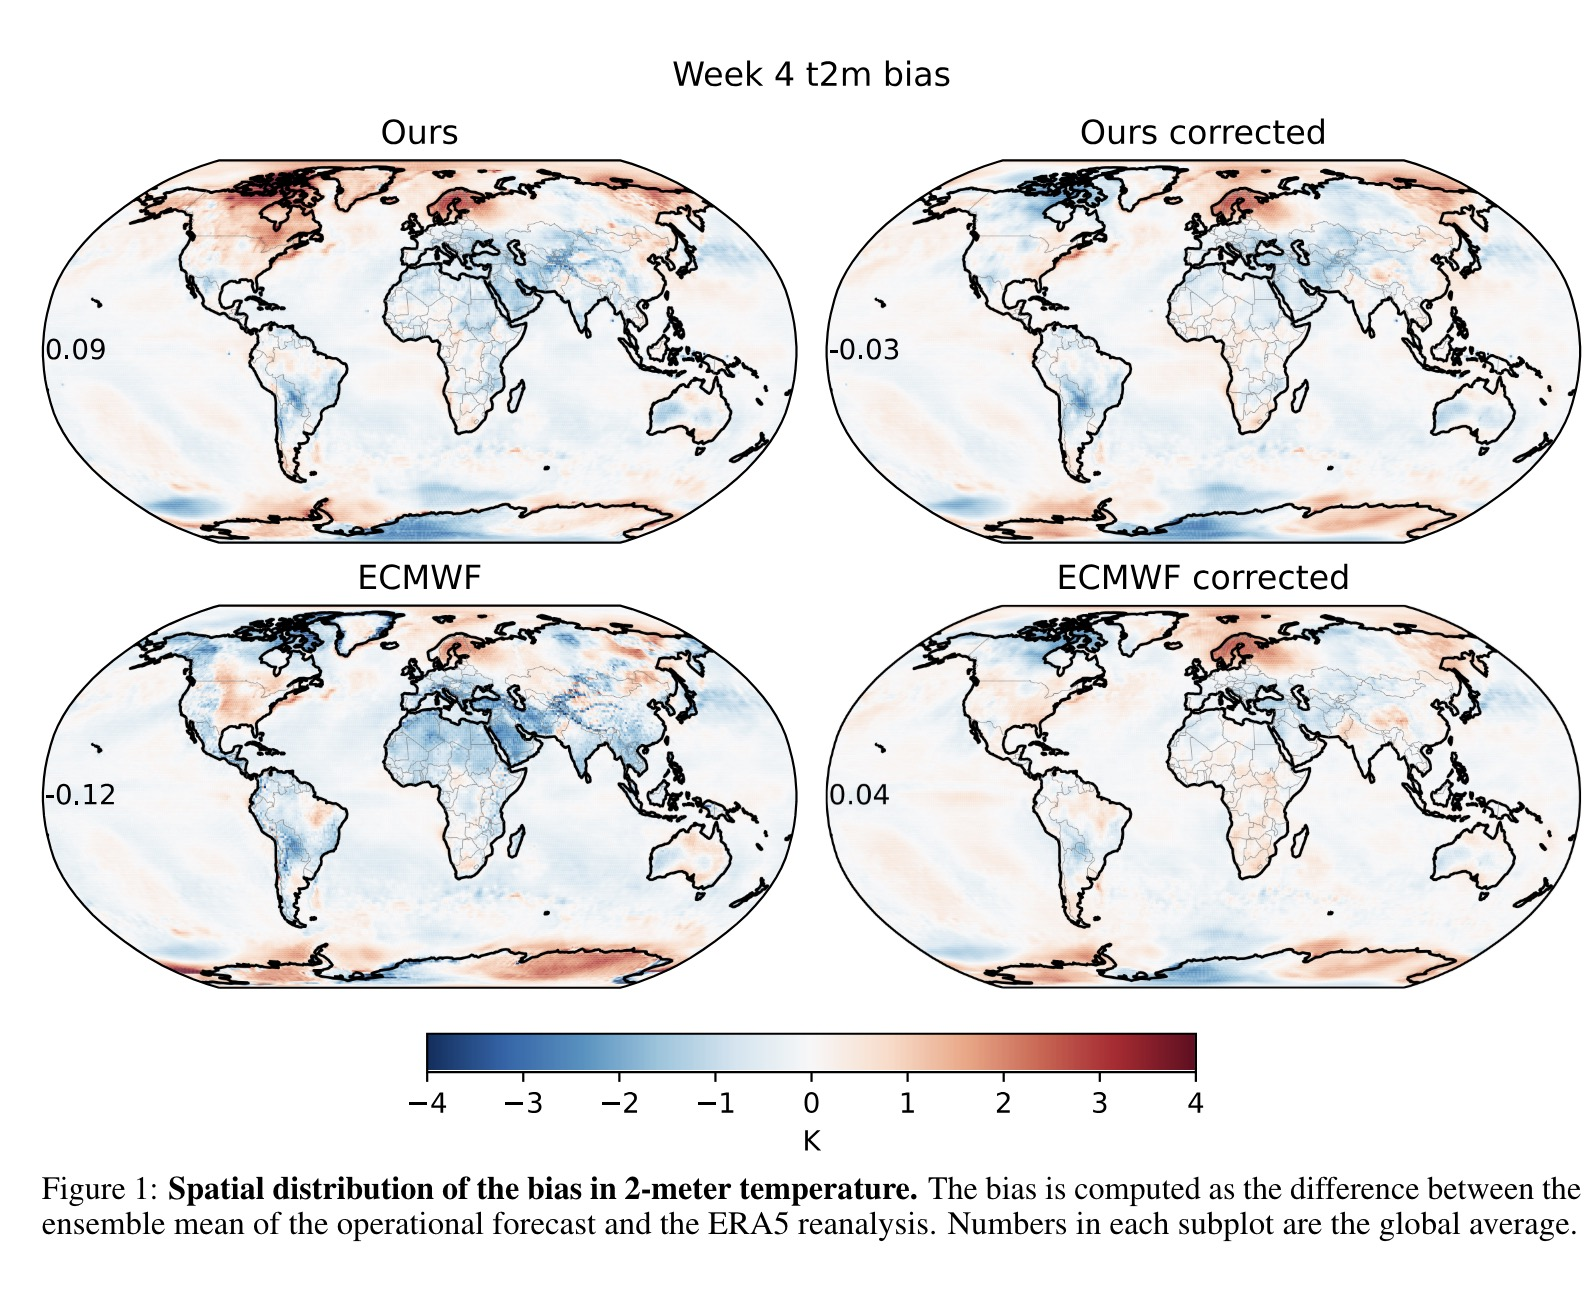 Week 4 t2m bias
Ours
Ours corrected
0.09
-0.03
ECMWF
ECMWF corrected
-0.12
0.04
−4 −3 −2 −1 0 1 2 3 4
K
Figure 1: Spatial distribution of the bias in 2-meter temperature. The bias is computed as the difference between the
ensemble mean of the operational forecast and the ERA5 reanalysis. Numbers in each subplot are the global average.